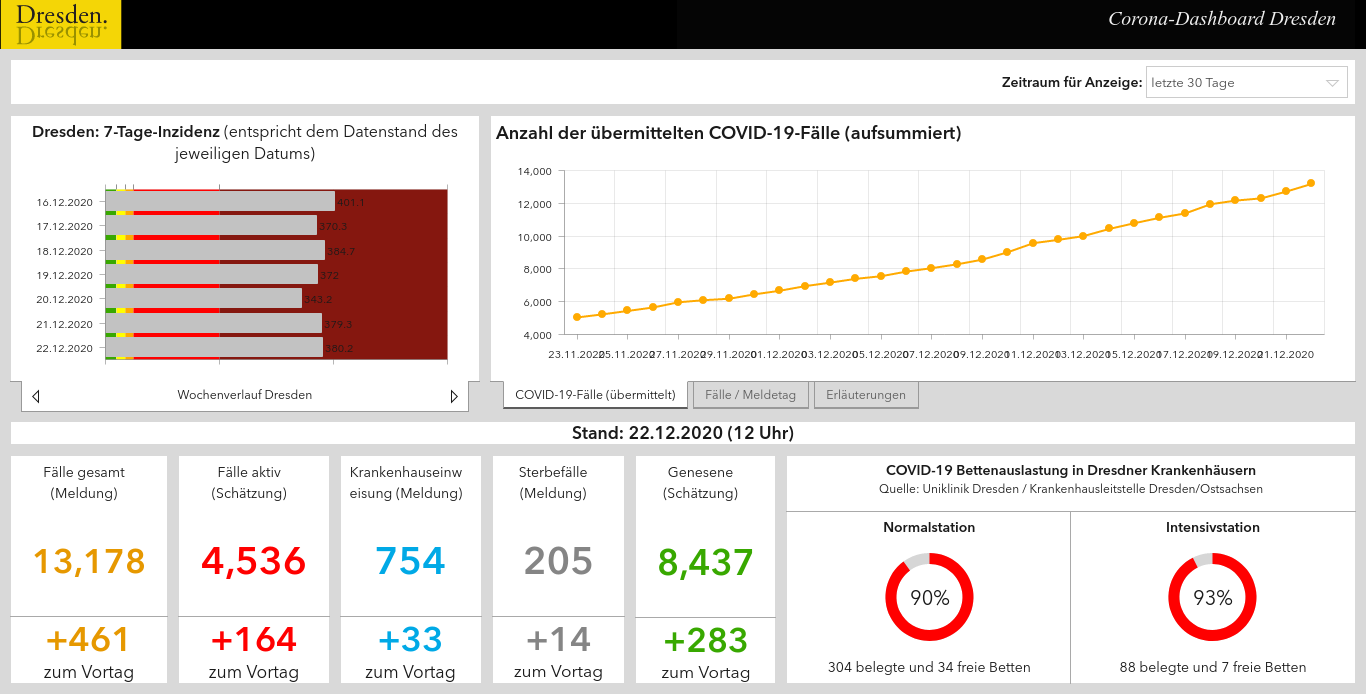 Dresden.
Dresden.
Corona-Dashboard Dresden
Zeitraum für Anzeige: letzte 30 Tage
Dresden: 7-Tage-Inzidenz (entspricht dem Datenstand des
jeweiligen Datums)
16.12.2020 401.1
17.12.2020 370.3
18.12.2020 384.7
19.12.2020 372
20.12.2020 343.2
21.12.2020 379.3
22.12.2020 380.2
Wochenverlauf Dresden
Anzahl der übermittelten COVID-19-Fälle (aufsummiert)
14,000
12,000
10,000
8,000
6,000
4,000
23.11.2020 25.11.2020 27.11.2020 29.11.2020 01.12.2020 03.12.2020 05.12.2020 07.12.2020 09.12.2020 11.12.2020 13.12.2020 15.12.2020 17.12.2020 19.12.2020 21.12.2020
COVID-19-Fälle (übermittelt) Fälle / Meldetag Erläuterungen
Stand: 22.12.2020 (12 Uhr)
Fälle gesamt
(Meldung)
13,178
+461
zum Vortag
Fälle aktiv
(Schätzung)
4,536
+164
zum Vortag
Krankenhauseinw
eisung (Meldung)
754
+33
zum Vortag
Sterbefälle
(Meldung)
205
+14
zum Vortag
Genesene
(Schätzung)
8,437
+283
zum Vortag
COVID-19 Bettenauslastung in Dresdner Krankenhäusern
Quelle: Uniklinik Dresden / Krankenhausleitstelle Dresden/Ostsachsen
Normalstation
90%
304 belegte und 34 freie Betten
Intensivstation
93%
88 belegte und 7 freie Betten